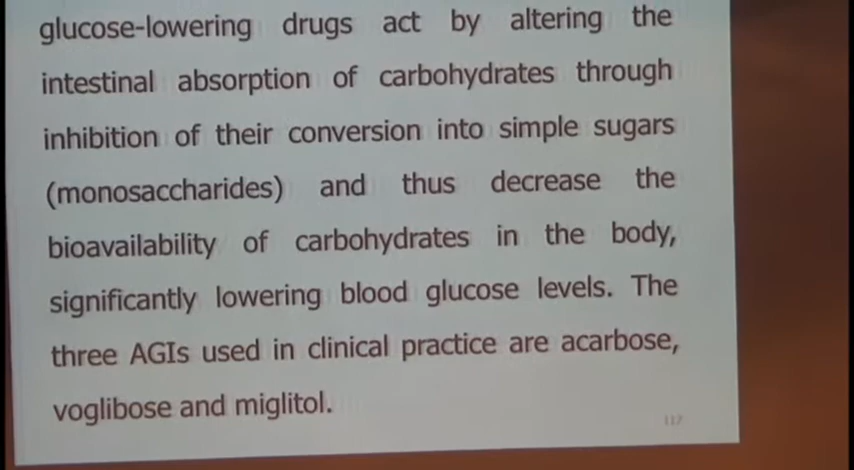 glucose-lowering drugs act by altering the
intestinal absorption of carbohydrates through
inhibition of their conversion into simple sugars
(monosaccharides) and thus decrease the
bioavailability of carbohydrates in the body,
significantly lowering blood glucose levels. The
three AGIs used in clinical practice are acarbose,
voglibose and miglitol.
117